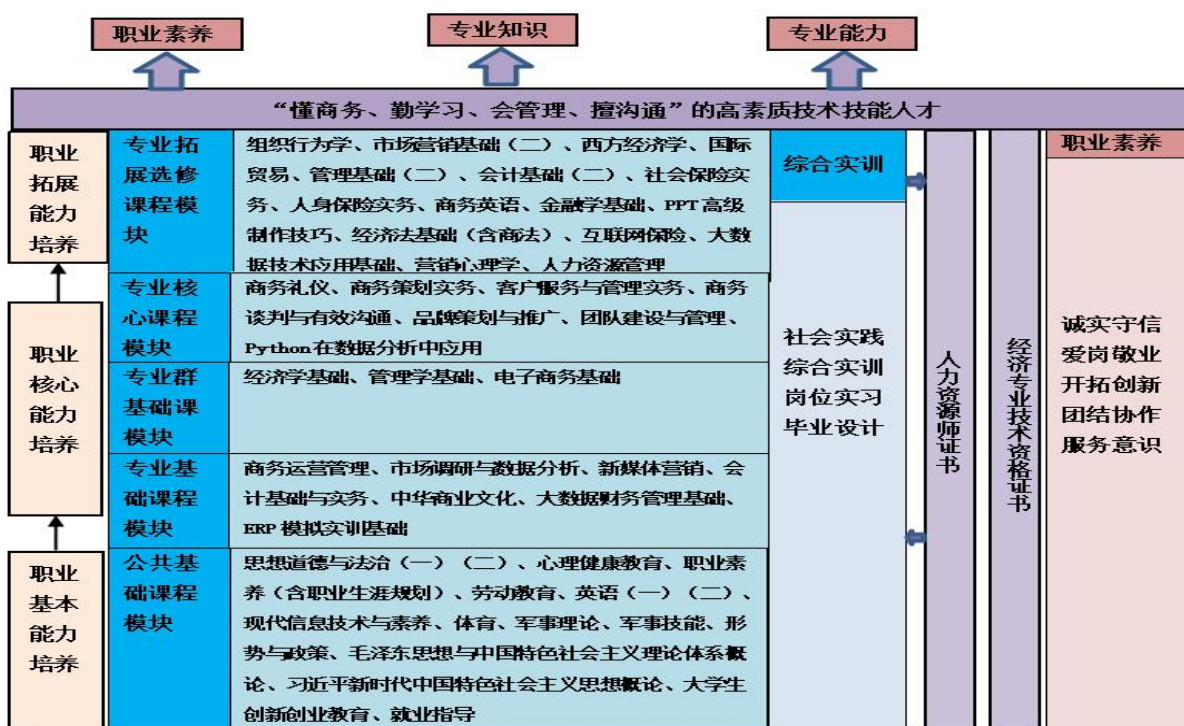 职业素养
专业知识
专业能力
“懂商务、勤学习、会管理、擅沟通”的高素质技术技能人才
职业
拓展
能力
培养
专业拓
展选修
课程模
块
组织行为学、市场营销基础（二）、西方经济学、国际
贸易、管理基础（二）、会计基础（二）、社会保险实
务、人身保险实务、商务英语、金融学基础、PPT高级
制作技巧、经济法基础（含商法）、互联网保险、大数
据技术应用基础、营销心理学、人力资源管理
职业
核心
能力
培养
专业核
心课程
模块
商务礼仪、商务策划实务、客户服务与管理实务、商务
谈判与有效沟通、品牌策划与推广、团队建设与管理、
Python在数据分析中应用
专业群
基础课
模块
经济学基础、管理学基础、电子商务基础
专业基
础课程
模块
商务运营管理、市场调研与数据分析、新媒体营销、会
计基础与实务、中华商业文化、大数据财务管理基础、
ERP模拟实训基础
职业
基本
能力
培养
公共基
础课程
模块
思想道德与法治（一）（二）、心理健康教育、职业素
养（含职业生涯规划）、劳动教育、英语（一）（二）、
现代信息技术与素养、体育、军事理论、军事技能、形
势与政策、毛泽东思想与中国特色社会主义理论体系概
论、习近平新时代中国特色社会主义思想概论、大学生
创新创业教育、就业指导
综合实训
社会实践
综合实训
岗位实习
毕业设计
人力资源师证书
经济专业技术资格证书
职业素养
诚实守信
爱岗敬业
开拓创新
团结协作
服务意识